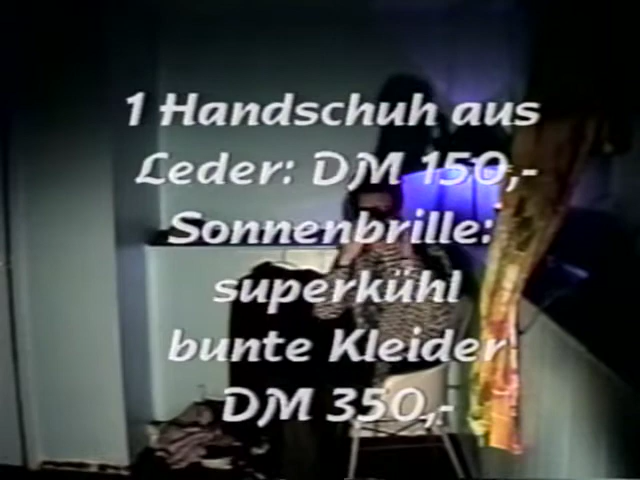 1 Handschuh aus
Leder: DM 150,-
Sonnenbrille:
superkühl
bunte Kleider
DM 350,-